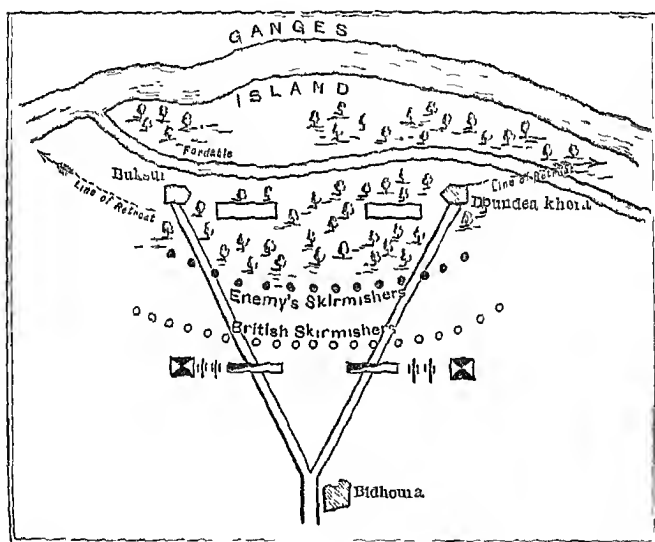 GANGES
ISLAND
Fordable
Buksur
Line of Retreat
Line of Retreat
Doundea khera
Enemy's Skirmishers
British Skirmishers
Bidhoura